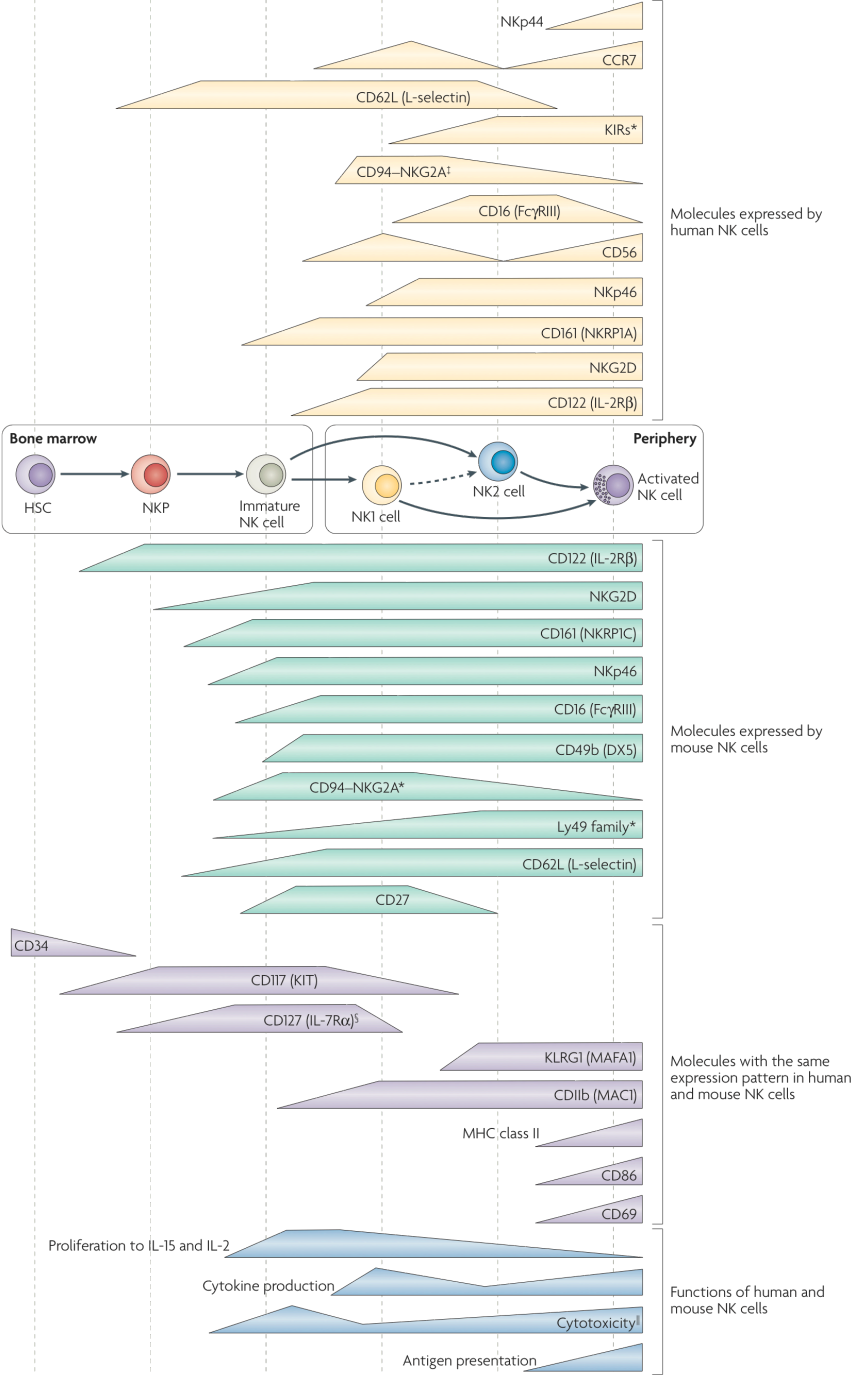 NKp44
CCR7
CD62L (L-selectin)
KIRs*
CD94–NKG2A‡
CD16 (FcγRIII)
Molecules expressed by
human NK cells
CD56
NKp46
CD161 (NKRP1A)
NKG2D
CD122 (IL-2Rβ)
Bone marrow
Periphery
HSC
NKP
Immature
NK cell
NK1 cell
NK2 cell
Activated
NK cell
CD122 (IL-2Rβ)
NKG2D
CD161 (NKRP1C)
NKp46
CD16 (FcγRIII)
Molecules expressed by
mouse NK cells
CD49b (DX5)
CD94–NKG2A*
Ly49 family*
CD62L (L-selectin)
CD27
CD34
CD117 (KIT)
CD127 (IL-7Rα)§
KLRG1 (MAFA1)
Molecules with the same
expression pattern in human
and mouse NK cells
CDIIb (MAC1)
MHC class II
CD86
CD69
Proliferation to IL-15 and IL-2
Cytokine production
Functions of human and
mouse NK cells
Cytotoxicity‖
Antigen presentation